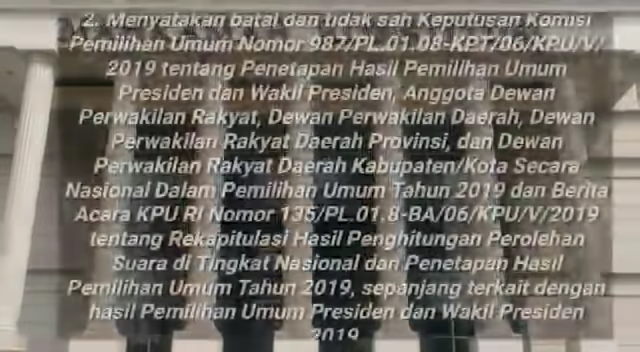 2. Menyatakan batal dan tidak sah Keputusan Komisi
Pemilihan Umum Nomor 987/PL.01.08-KPT/06/KPU/V/
2019 tentang Penetapan Hasil Pemilihan Umum
Presiden dan Wakil Presiden, Anggota Dewan
Perwakilan Rakyat, Dewan Perwakilan Daerah, Dewan
Perwakilan Rakyat Daerah Provinsi, dan Dewan
Perwakilan Rakyat Daerah Kabupaten/Kota Secara
Nasional Dalam Pemilihan Umum Tahun 2019 dan Berita
Acara KPU RI Nomor 135/PL.01.8-BA/06/KPU/V/2019
tentang Rekapitulasi Hasil Penghitungan Perolehan
Suara di Tingkat Nasional dan Penetapan Hasil
Pemilihan Umum Tahun 2019, sepanjang terkait dengan
hasil Pemilihan Umum Presiden dan Wakil Presiden
2019